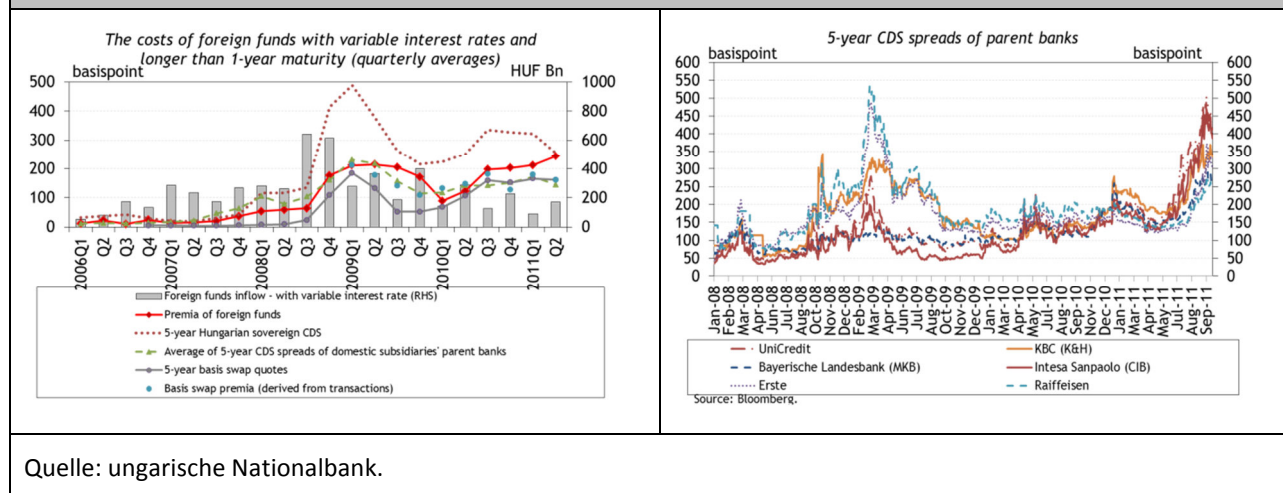 The costs of foreign funds with variable interest rates and
longer than 1-year maturity (quarterly averages)
basispoint HUF Bn
500 1000
400 800
300 600
200 400
100 200
0 0
2006Q1 Q2 Q3 Q4 2007Q1 Q2 Q3 Q4 2008Q1 Q2 Q3 Q4 2009Q1 Q2 Q3 Q4 2010Q1 Q2 Q3 Q4 2011Q1 Q2
Foreign funds inflow - with variable interest rate (RHS)
Premia of foreign funds
5-year Hungarian sovereign CDS
Average of 5-year CDS spreads of domestic subsidiaries' parent banks
5-year basis swap quotes
Basis swap premia (derived from transactions)
5-year CDS spreads of parent banks
basispoint basispoint
600 600
550 550
500 500
450 450
400 400
350 350
300 300
250 250
200 200
150 150
100 100
50 50
0 0
Jan-08 Feb-08 Mar-08 Apr-08 Jun-08 Jul-08 Aug-08 Oct-08 Nov-08 Dec-08 Feb-09 Mar-09 Apr-09 Jun-09 Jul-09 Aug-09 Oct-09 Nov-09 Dec-09 Jan-10 Mar-10 Apr-10 May-10 Jul-10 Aug-10 Sep-10 Nov-10 Dec-10 Jan-11 Mar-11 Apr-11 May-11 Jul-11 Aug-11 Sep-11
UniCredit KBC (K&H)
Bayerische Landesbank (MKB) Intesa Sanpaolo (CIB)
Erste Raiffeisen
Source: Bloomberg.
Quelle: ungarische Nationalbank.